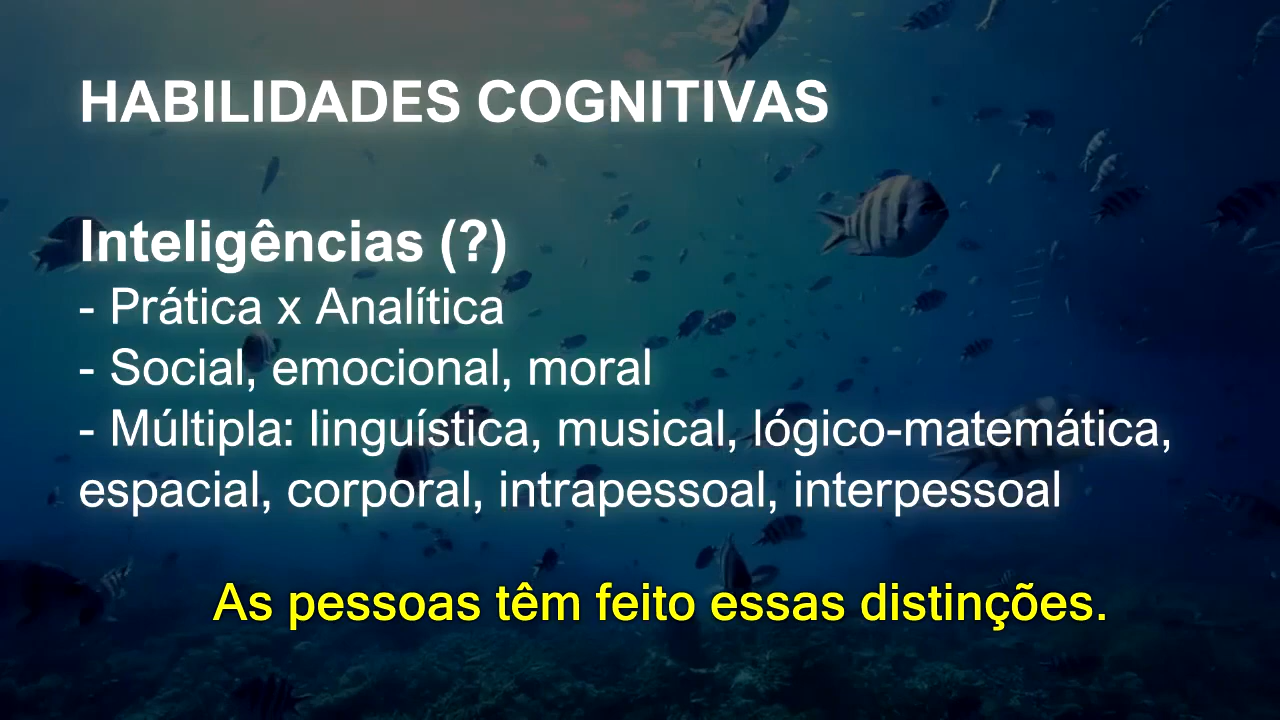 HABILIDADES COGNITIVAS
Inteligências (?)
- Prática x Analítica
- Social, emocional, moral
- Múltipla: linguística, musical, lógico-matemática,
espacial, corporal, intrapessoal, interpessoal
As pessoas têm feito essas distinções.